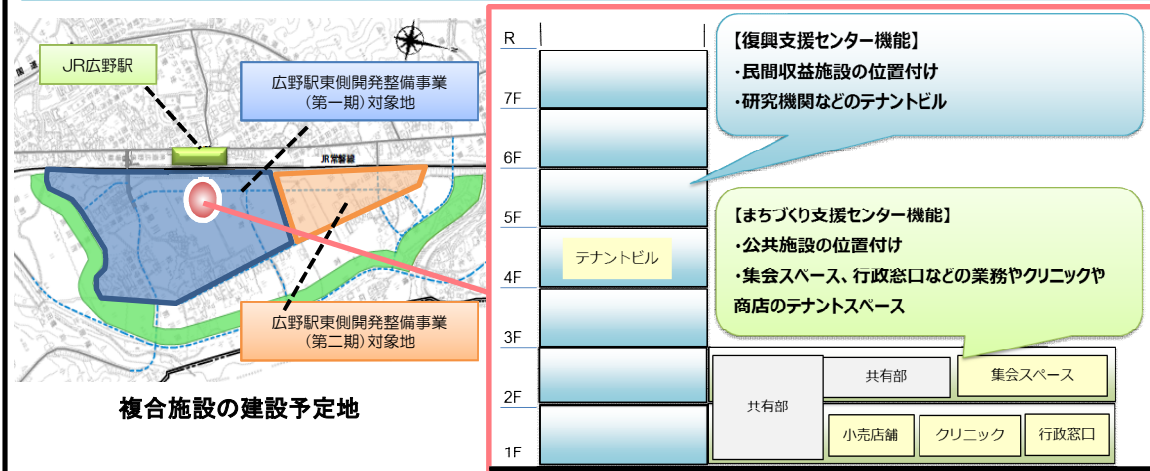 JR広野駅
広野駅東側開発整備事業
(第一期)対象地
国道
JR常磐線
広野駅東側開発整備事業
(第二期)対象地
複合施設の建設予定地
R
7F
6F
5F
4F
3F
2F
1F
テナントビル
【復興支援センター機能】
・民間収益施設の位置付け
・研究機関などのテナントビル
【まちづくり支援センター機能】
・公共施設の位置付け
・集会スペース、行政窓口などの業務やクリニックや
商店のテナントスペース
共有部
共有部
集会スペース
小売店舗
クリニック
行政窓口